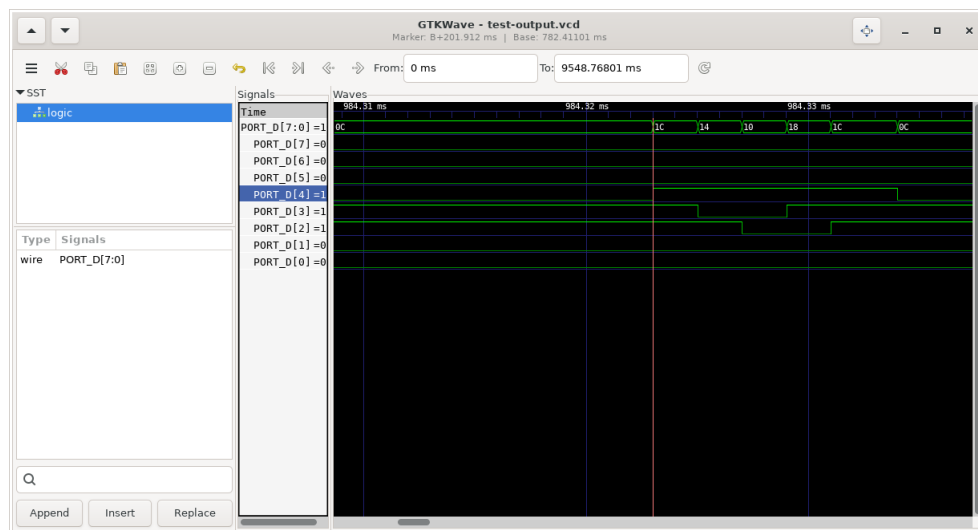 GTKWave - test-output.vcd
Marker: B+201.912 ms | Base: 782.41101 ms
From: 0 ms To: 9548.76801 ms
SST
logic
Type Signals
wire PORT_D[7:0]
Append Insert Replace
Signals
Time
PORT_D[7:0] =1
PORT_D[7] =0
PORT_D[6] =0
PORT_D[5] =0
PORT_D[4] =1
PORT_D[3] =1
PORT_D[2] =1
PORT_D[1] =0
PORT_D[0] =0
Waves
984.31 ms 984.32 ms 984.33 ms
0C 1C 14 10 18 1C 0C